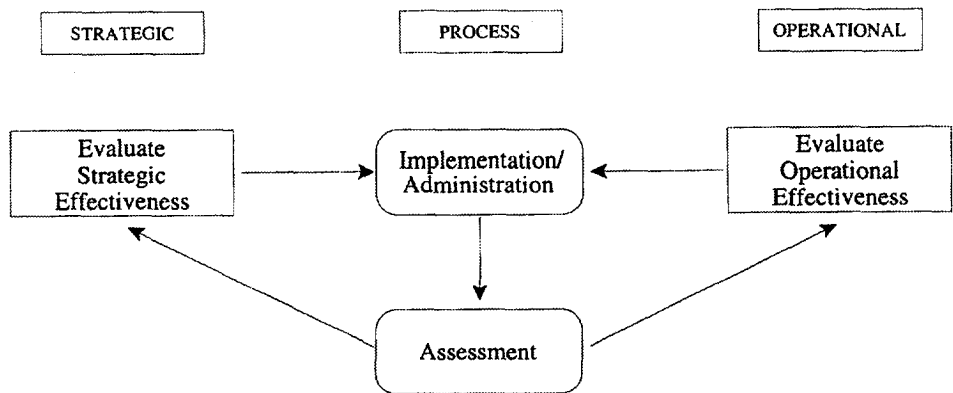 STRATEGIC
PROCESS
OPERATIONAL
Evaluate
Strategic
Effectiveness
Implementation/
Administration
Evaluate
Operational
Effectiveness
Assessment